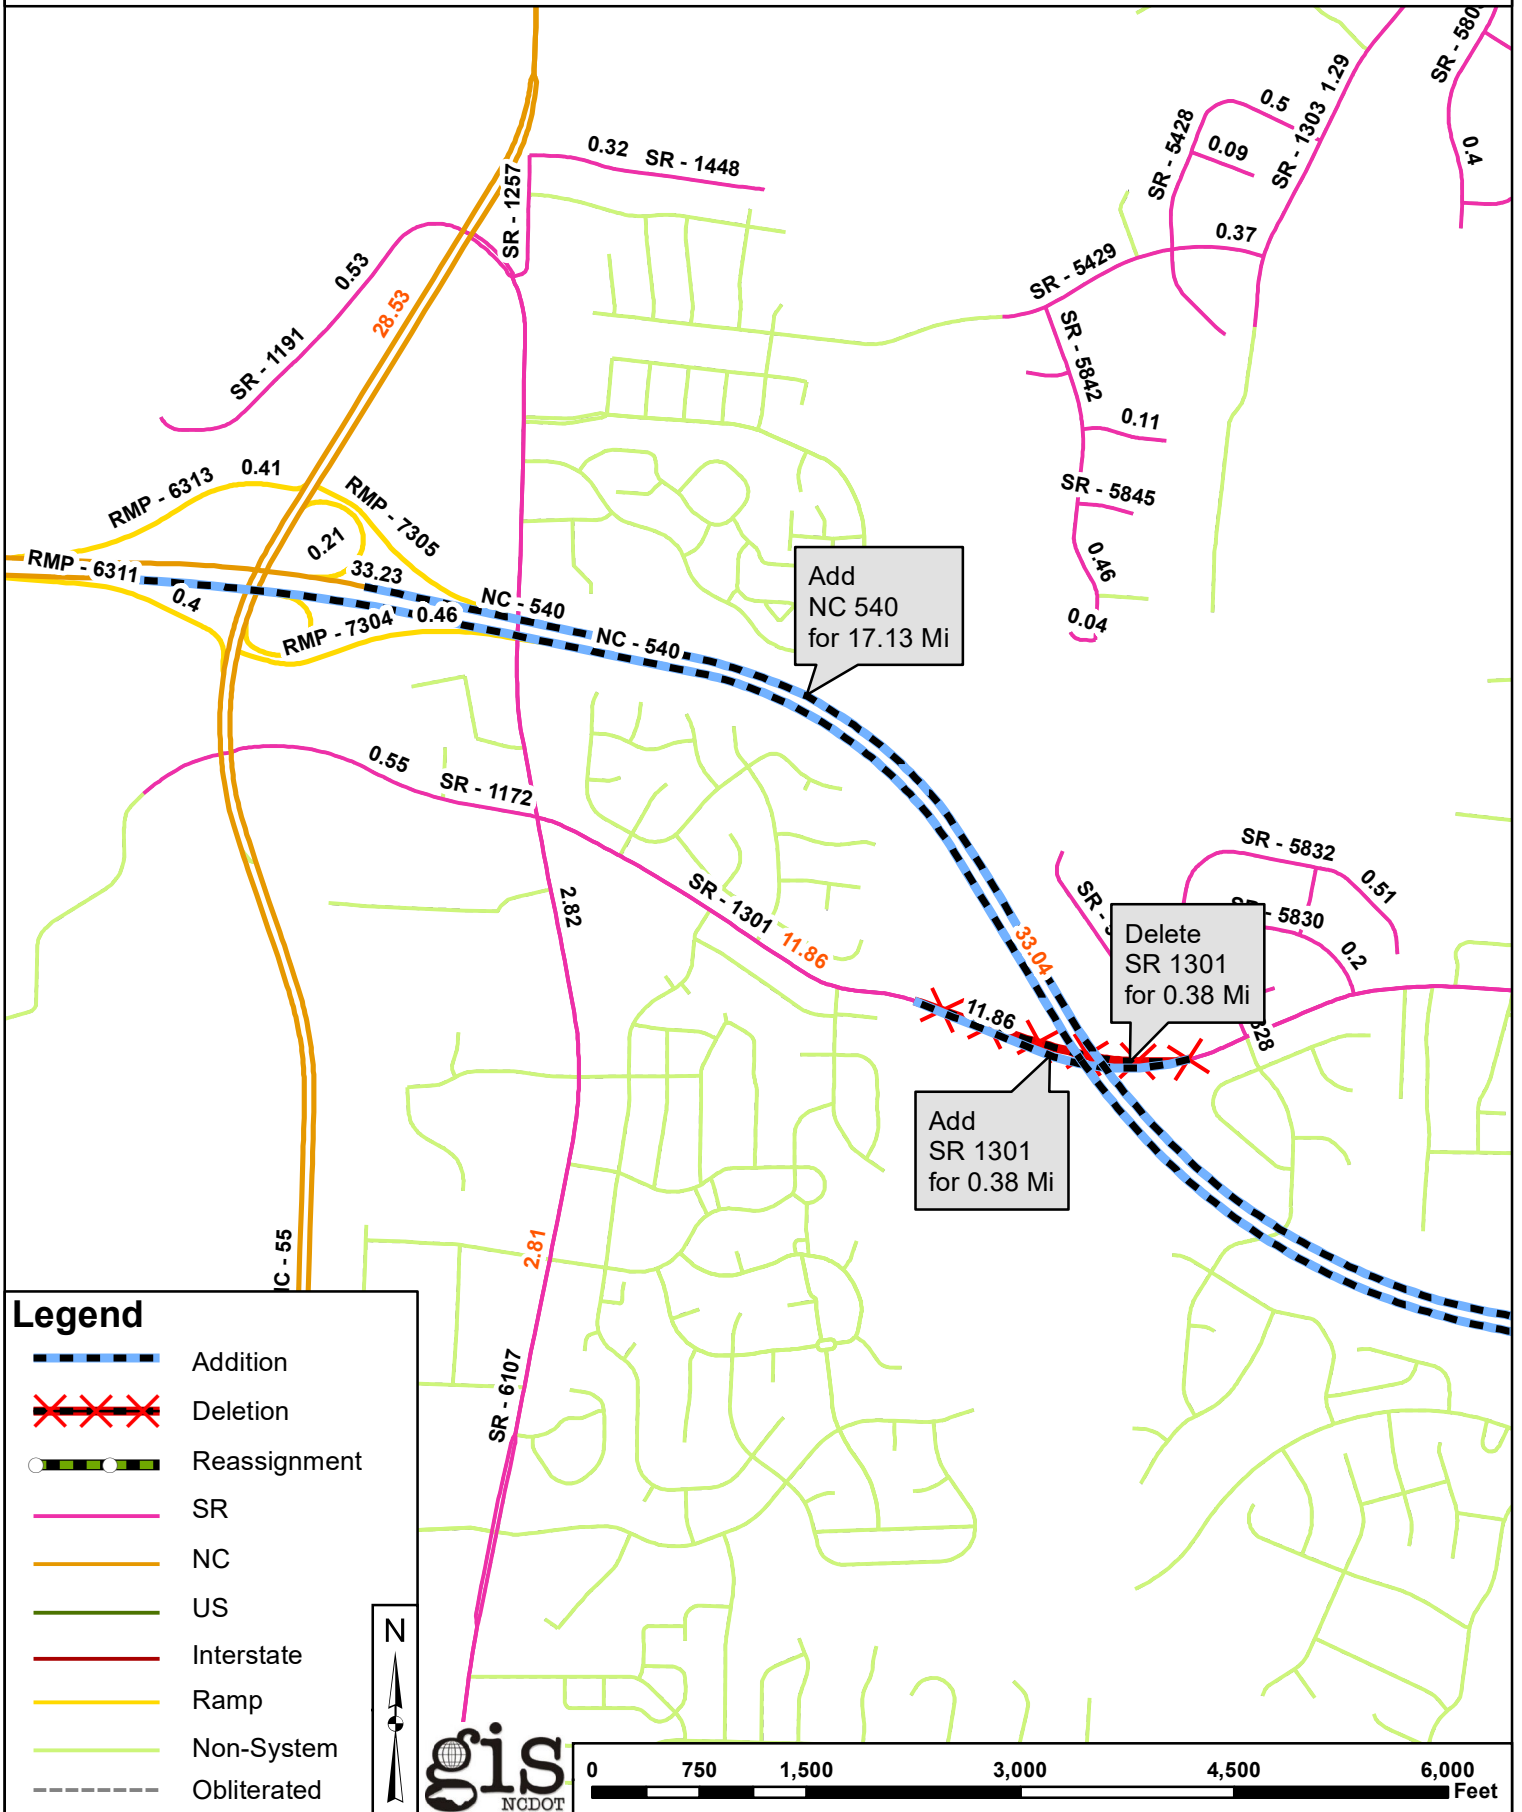 SR - 580
SR - 1303 1.29
0.5
SR - 5428
0.09
0.4
0.32 SR - 1448
SR - 1257
0.37
SR - 5429
0.53
28.53
SR - 1191
SR - 5842
0.11
SR - 5845
0.46
0.04
RMP - 6313
0.41
RMP - 7305
0.21
33.23
RMP - 6311
0.4
RMP - 7304
0.46
NC - 540
NC - 540
Add
NC 540
for 17.13 Mi
0.55
SR - 1172
2.82
SR - 1301
11.86
33.04
SR - 5832
0.51
SR - 5830
0.2
SR -
Delete
SR 1301
for 0.38 Mi
11.86
28
Add
SR 1301
for 0.38 Mi
2.81
SR - 6107
C - 55
Legend
Addition
Deletion
Reassignment
SR
NC
US
Interstate
Ramp
Non-System
Obliterated
N
gis
NCDOT
0 750 1,500 3,000 4,500 6,000
Feet